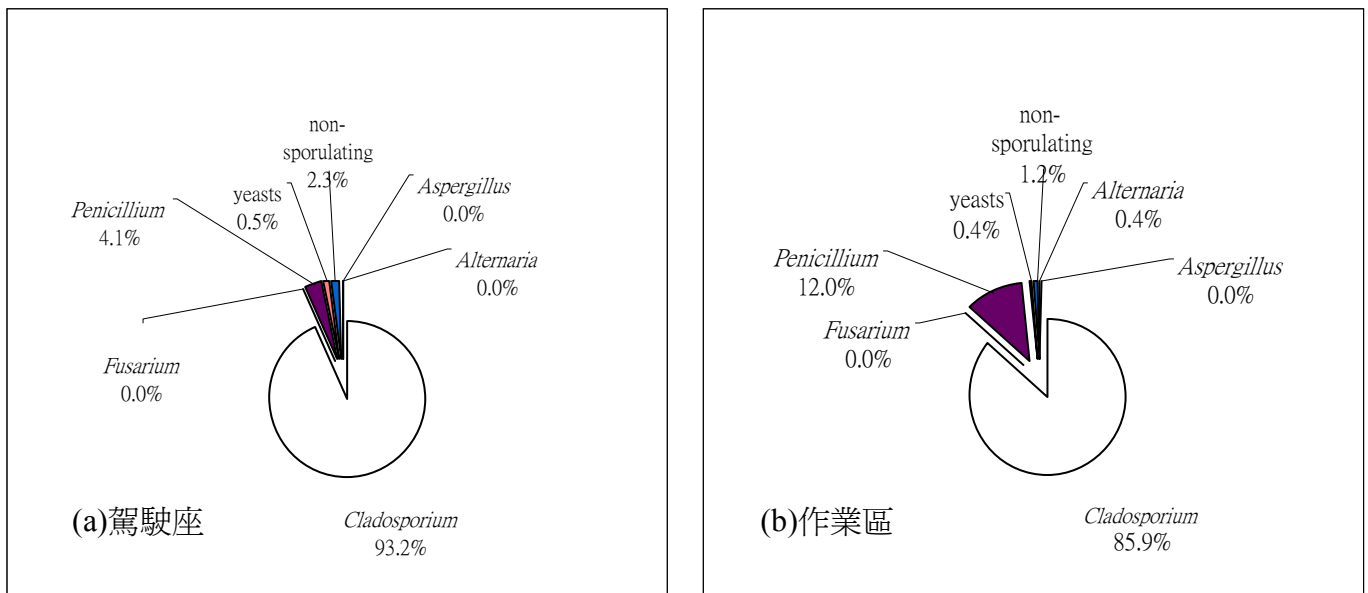 non-
sporulating
2.3%
yeasts
0.5%
Aspergillus
0.0%
Penicillium
4.1%
Alternaria
0.0%
Fusarium
0.0%
(a)駕駛座
Cladosporium
93.2%
non-
sporulating
1.2%
yeasts
0.4%
Alternaria
0.4%
Penicillium
12.0%
Aspergillus
0.0%
Fusarium
0.0%
(b)作業區
Cladosporium
85.9%